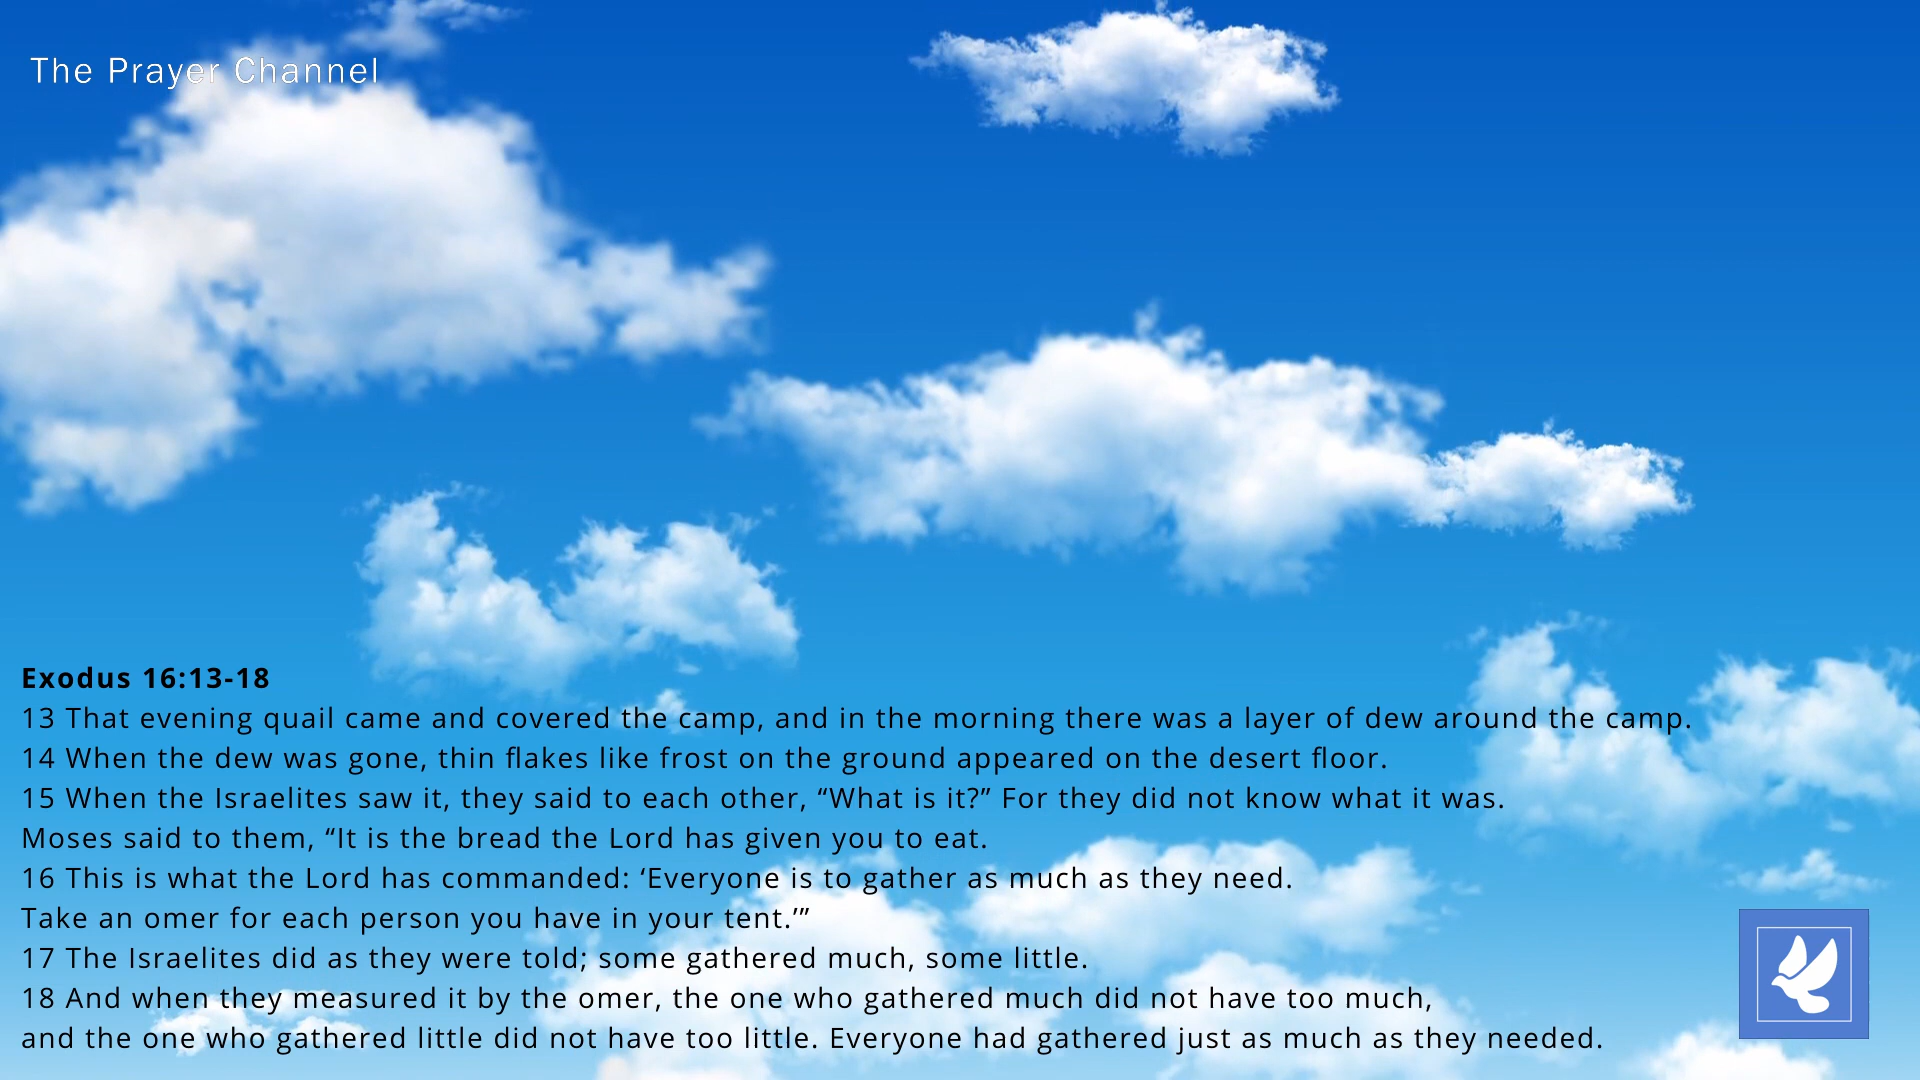 The Prayer Channel
Exodus 16:13-18
13 That evening quail came and covered the camp, and in the morning there was a layer of dew around the camp.
14 When the dew was gone, thin flakes like frost on the ground appeared on the desert floor.
15 When the Israelites saw it, they said to each other, “What is it?” For they did not know what it was.
Moses said to them, “It is the bread the Lord has given you to eat.
16 This is what the Lord has commanded: ‘Everyone is to gather as much as they need.
Take an omer for each person you have in your tent.’”
17 The Israelites did as they were told; some gathered much, some little.
18 And when they measured it by the omer, the one who gathered much did not have too much,
and the one who gathered little did not have too little. Everyone had gathered just as much as they needed.